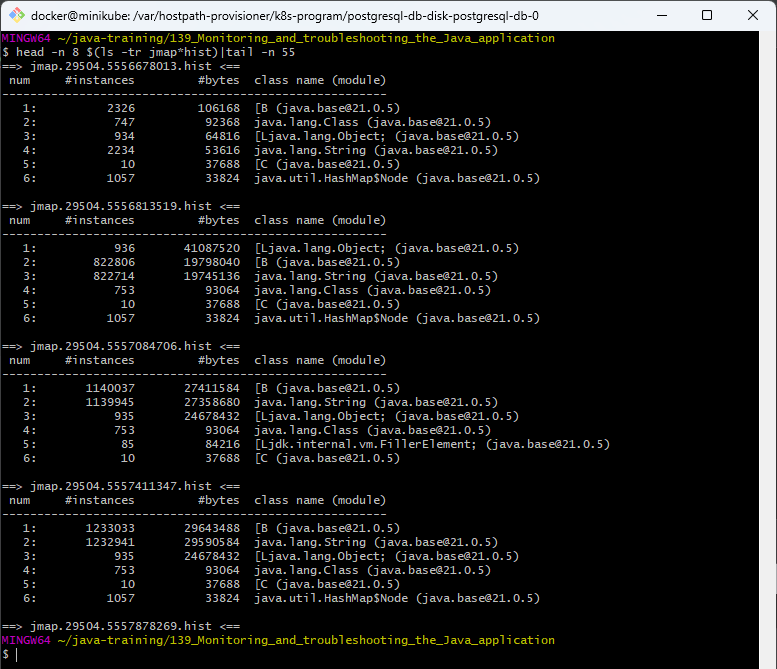 docker@minikube: /var/hostpath-provisioner/k8s-program/postgresql-db-disk-postgresql-db-0
MINGW64 ~/java-training/139_Monitoring_and_troubleshooting_the_Java_application
$ head -n 8 $(ls -tr jmap*hist)|tail -n 55
==> jmap.29504.5556678013.hist <==
 num     #instances         #bytes  class name (module)
-------------------------------------------------------
   1:          2326         106168  [B (java.base@21.0.5)
   2:           747          92368  java.lang.Class (java.base@21.0.5)
   3:           934          64816  [Ljava.lang.Object; (java.base@21.0.5)
   4:          2234          53616  java.lang.String (java.base@21.0.5)
   5:            10          37688  [C (java.base@21.0.5)
   6:          1057          33824  java.util.HashMap$Node (java.base@21.0.5)

==> jmap.29504.5556813519.hist <==
 num     #instances         #bytes  class name (module)
-------------------------------------------------------
   1:           936       41087520  [Ljava.lang.Object; (java.base@21.0.5)
   2:        822806       19798040  [B (java.base@21.0.5)
   3:        822714       19745136  java.lang.String (java.base@21.0.5)
   4:           753          93064  java.lang.Class (java.base@21.0.5)
   5:            10          37688  [C (java.base@21.0.5)
   6:          1057          33824  java.util.HashMap$Node (java.base@21.0.5)

==> jmap.29504.5557084706.hist <==
 num     #instances         #bytes  class name (module)
-------------------------------------------------------
   1:       1140037       27411584  [B (java.base@21.0.5)
   2:       1139945       27358680  java.lang.String (java.base@21.0.5)
   3:           935       24678432  [Ljava.lang.Object; (java.base@21.0.5)
   4:           753          93064  java.lang.Class (java.base@21.0.5)
   5:            85          84216  [Ljdk.internal.vm.FillerElement; (java.base@21.0.5)
   6:            10          37688  [C (java.base@21.0.5)

==> jmap.29504.5557411347.hist <==
 num     #instances         #bytes  class name (module)
-------------------------------------------------------
   1:       1233033       29643488  [B (java.base@21.0.5)
   2:       1232941       29590584  java.lang.String (java.base@21.0.5)
   3:           935       24678432  [Ljava.lang.Object; (java.base@21.0.5)
   4:           753          93064  java.lang.Class (java.base@21.0.5)
   5:            10          37688  [C (java.base@21.0.5)
   6:          1057          33824  java.util.HashMap$Node (java.base@21.0.5)

==> jmap.29504.5557878269.hist <==
MINGW64 ~/java-training/139_Monitoring_and_troubleshooting_the_Java_application
$